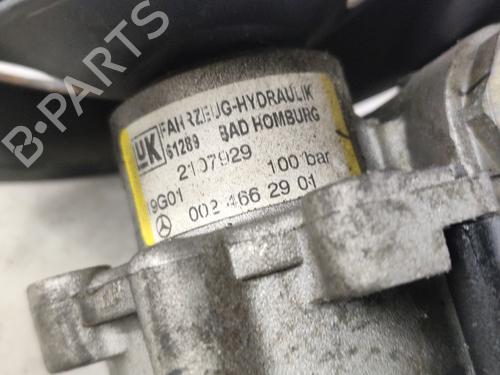 LUK FAHRZEUG-HYDRAULIK
61289 BAD HOMBURG
2107929
9G01 100 bar
002 466 29 01
B-PARTS